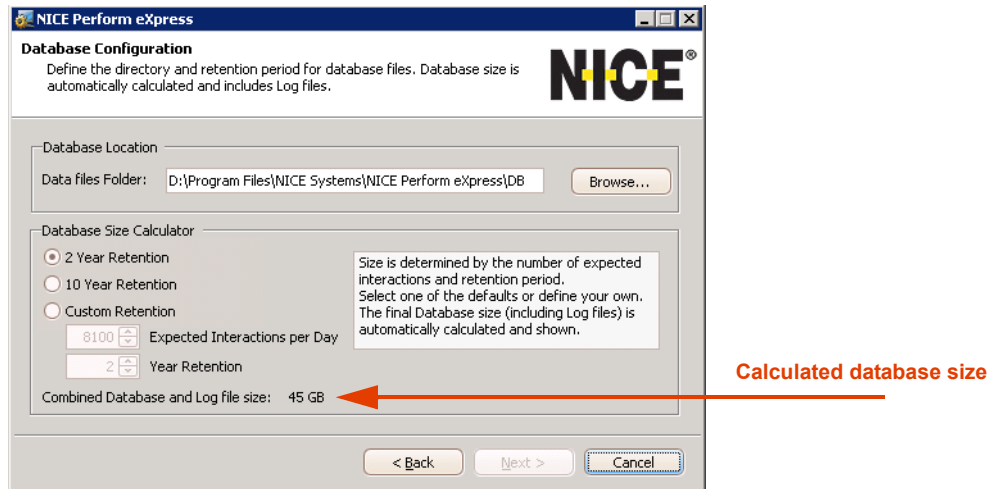 NICE Perform eXpress
Database Configuration
Define the directory and retention period for database files. Database size is
automatically calculated and includes Log files.
NICE®
Database Location
Data files Folder: D:\Program Files\NICE Systems\NICE Perform eXpress\DB Browse...
Database Size Calculator
2 Year Retention
10 Year Retention
Custom Retention
8100 Expected Interactions per Day
2 Year Retention
Size is determined by the number of expected
interactions and retention period.
Select one of the defaults or define your own.
The final Database size (including Log files) is
automatically calculated and shown.
Combined Database and Log file size: 45 GB
Calculated database size
< Back Next > Cancel